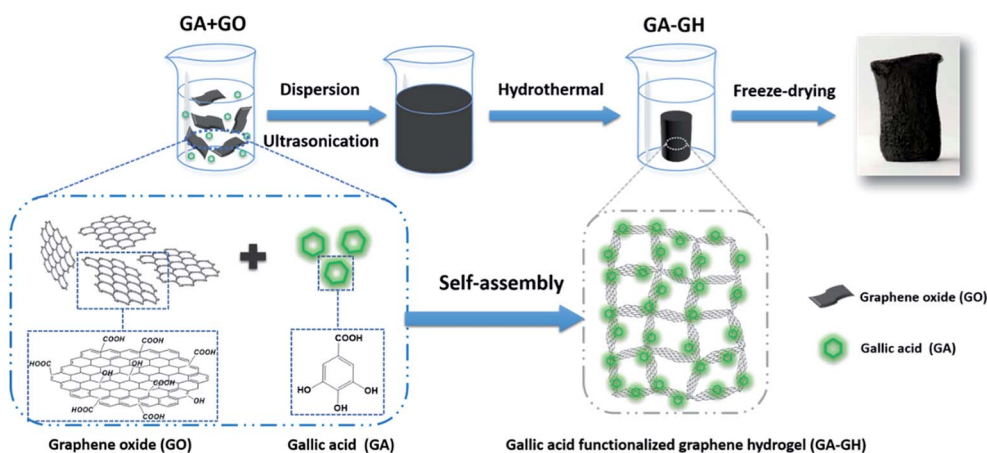 GA+GO
GA-GH
Dispersion
Ultrasonication
Hydrothermal
Freeze-drying
Self-assembly
COOH
COOH
COOH
HOOC
OH
OH
COOH
OH
HOOC
COOH
COOH
HO
OH
OH
Graphene oxide (GO)
Gallic acid (GA)
Graphene oxide (GO)
Gallic acid (GA)
Gallic acid functionalized graphene hydrogel (GA-GH)